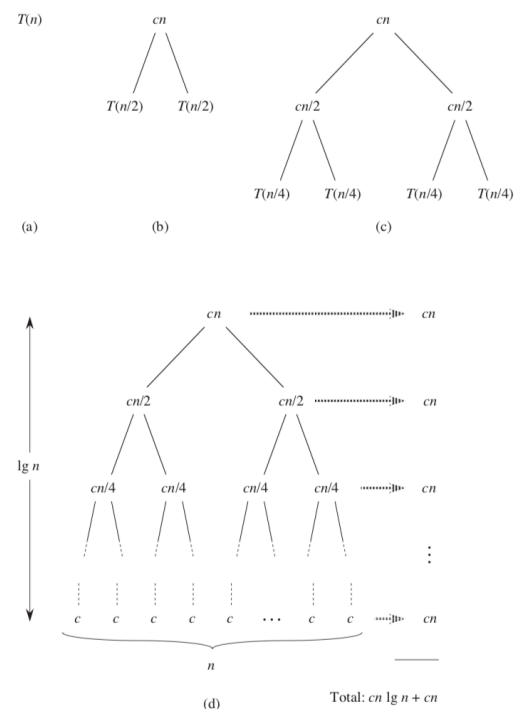 T(n) cn cn
T(n/2) T(n/2) cn/2 cn/2
T(n/4) T(n/4) T(n/4) T(n/4)
(a) (b) (c)
cn cn
cn/2 cn/2 cn
lg n
cn/4 cn/4 cn/4 cn/4 cn
⋮
c c c c c … c c cn
n
(d) Total: cn lg n + cn